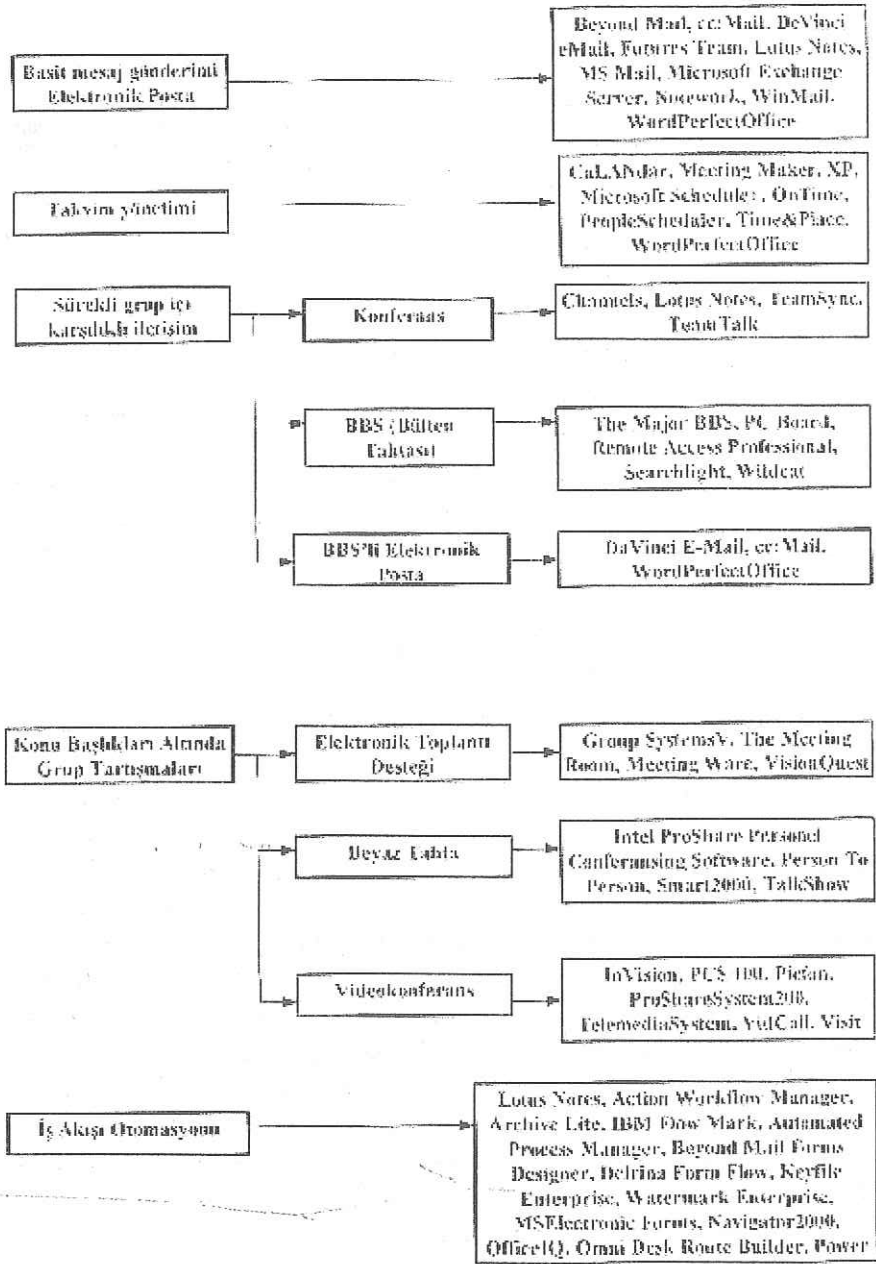 Basit mesaj gönderimi
Elektronik Posta
Beyond Mail, cc:Mail, DeVinci
eMail, Futures Team, Lotus Notes,
MS Mail, Microsoft Exchange
Server, Notework, WinMail,
WordPerfectOffice
Takvim yönetimi
CaLANdar, Meeting Maker, XP,
Microsoft Schedule+, OnTime,
PeopleScheduler, Time&Place,
WordPerfectOffice
Sürekli grup içi
karşılıklı iletişim
Konferans
Channels, Lotus Notes, TeamSync,
TeamTalk
BBS (Bülten
Tahtası)
The Major BBS, PC Board,
Remote Access Professional,
Searchlight, Wildcat
BBS'li Elektronik
Posta
DaVinci E-Mail, cc:Mail,
WordPerfectOffice
Konu Başlıkları Altında
Grup Tartışmaları
Elektronik Toplantı
Desteği
Group SystemsV, The Meeting
Room, Meeting Ware, VisionQuest
Beyaz Tahta
Intel ProShare Personel
Conferansing Software, Person To
Person, Smart2000, TalkShow
Videokonferans
InVision, PCS 100, Pictan,
ProShareSystem200,
TelemediaSystem, VidCall, Visit
İş Akışı Otomasyonu
Lotus Notes, Action Workflow Manager,
Archive Lite, IBM Flow Mark, Automated
Process Manager, Beyond Mail Forms
Designer, Delrina Form Flow, Keyfile
Enterprise, Watermark Enterprise,
MSElectronic Forms, Navigator2000,
OfficeIQ, Omni Desk Route Builder, Power